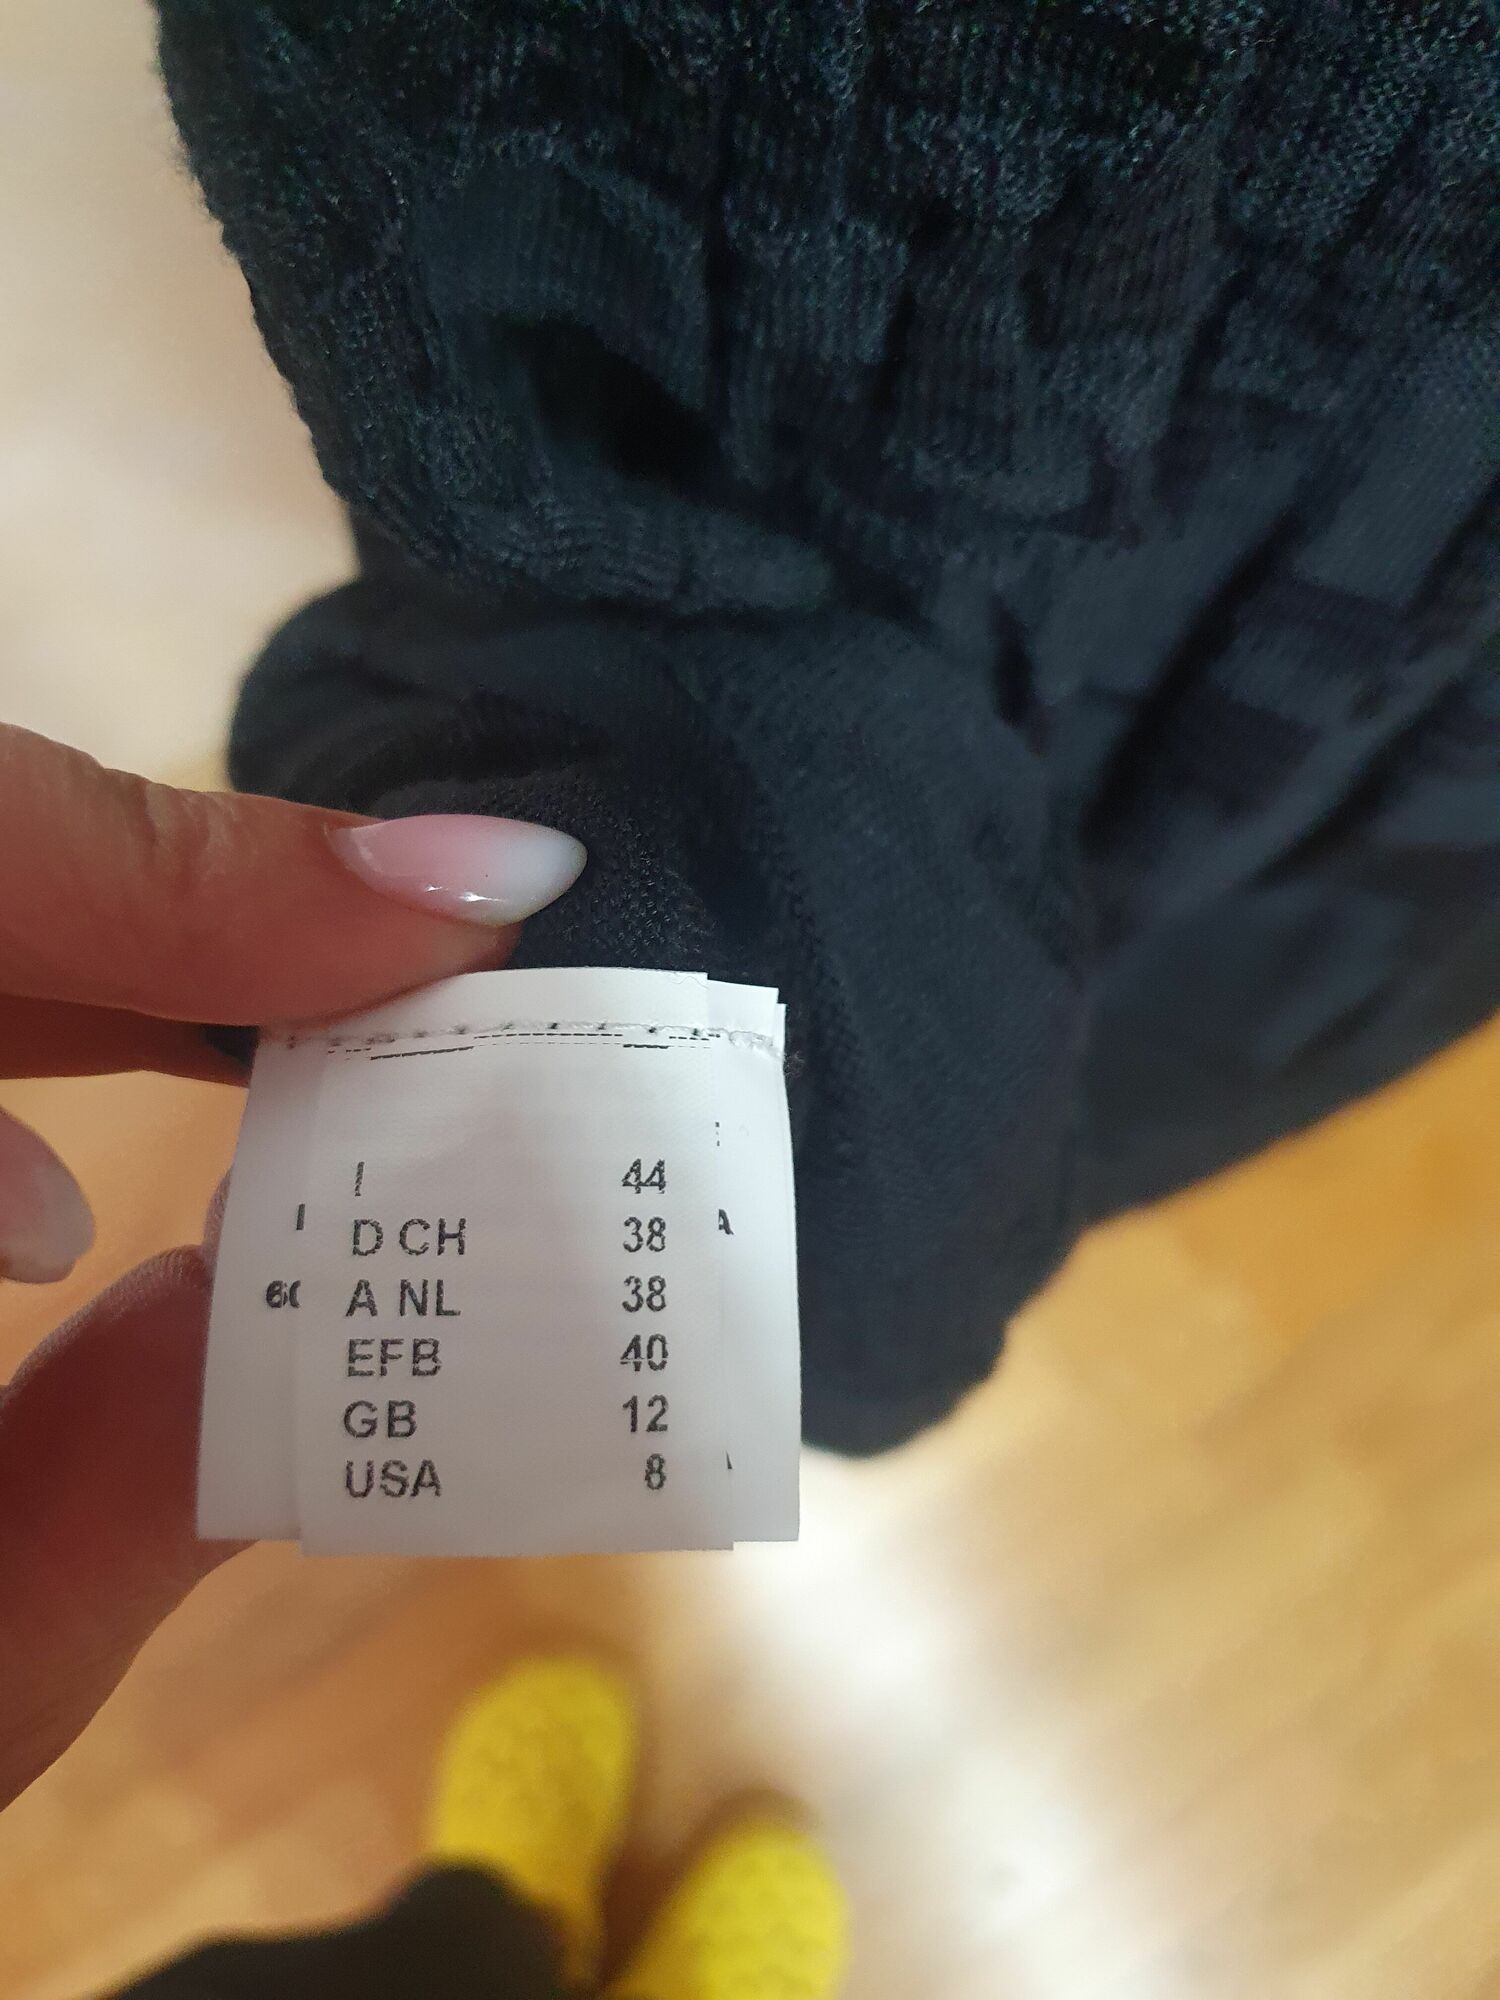 I 44
D CH 38
A NL 38
EFB 40
GB 12
USA 8